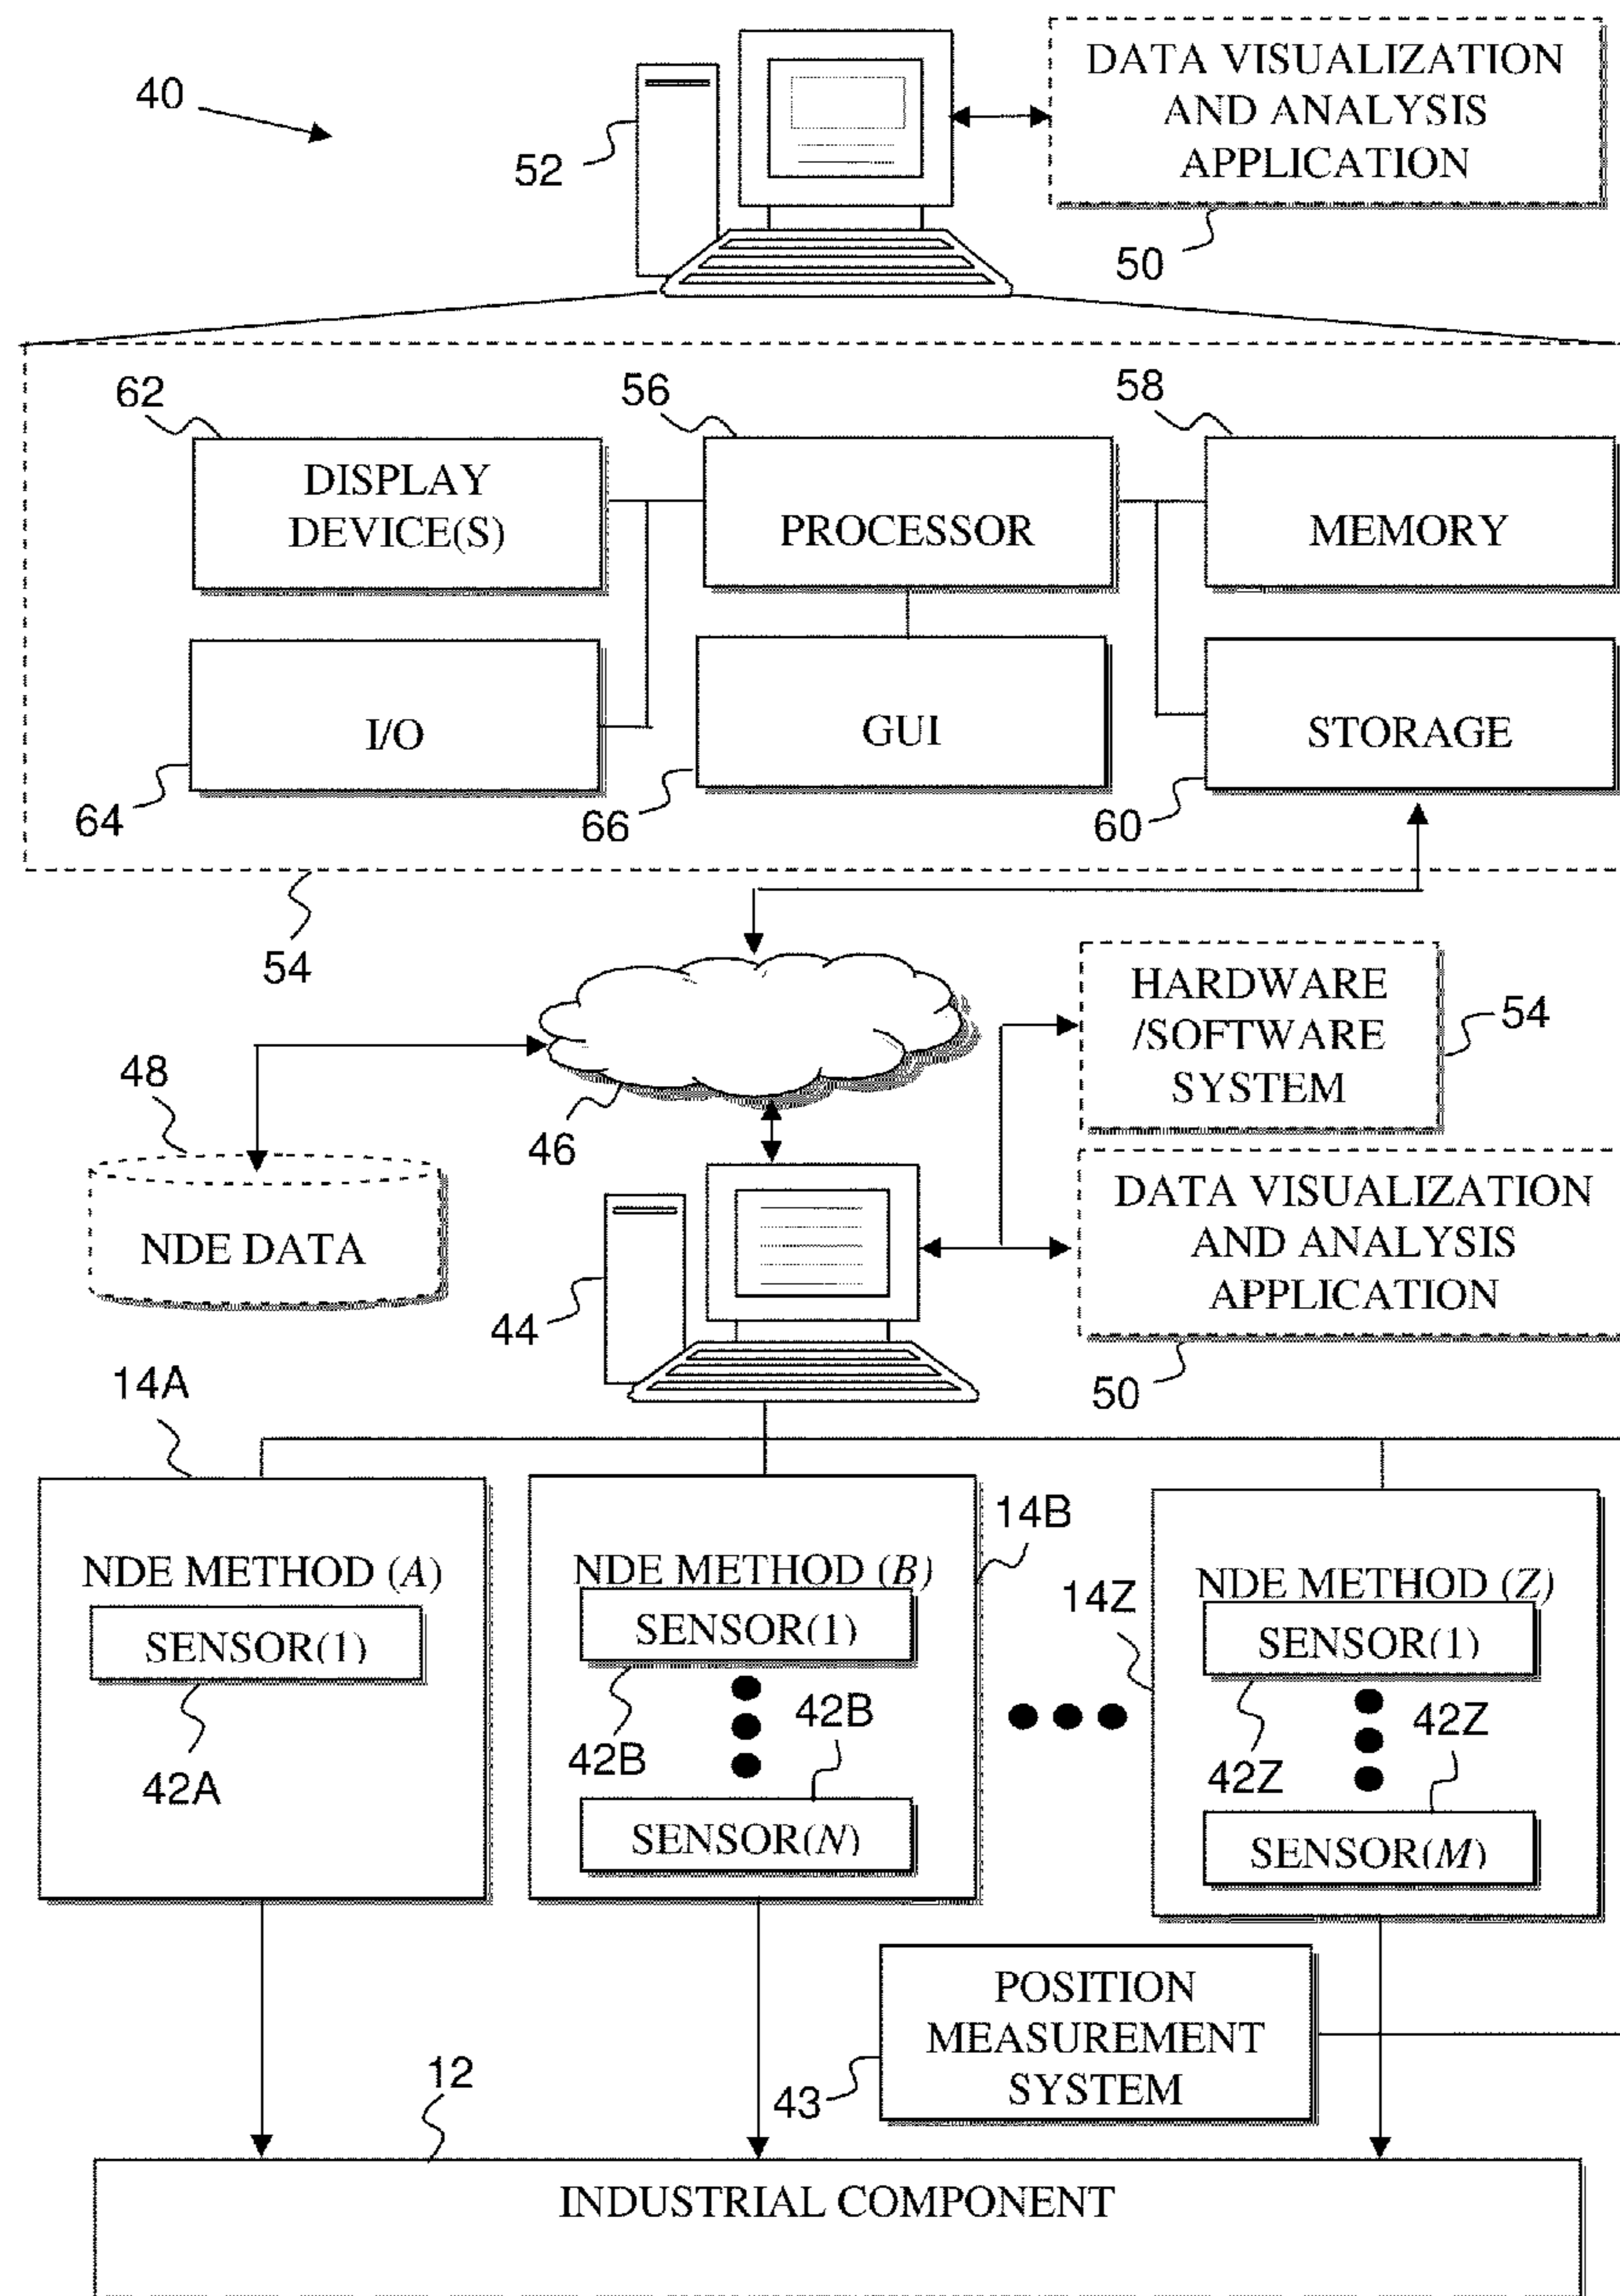 40
52
DATA VISUALIZATION
AND ANALYSIS
APPLICATION
50
62
56
58
DISPLAY
DEVICE(S)
PROCESSOR
MEMORY
I/O
GUI
STORAGE
64
66
60
54
HARDWARE
/SOFTWARE
SYSTEM
54
48
46
NDE DATA
DATA VISUALIZATION
AND ANALYSIS
APPLICATION
44
50
14A
14B
14Z
NDE METHOD (A)
SENSOR(1)
42A
NDE METHOD (B)
SENSOR(1)
42B
42B
SENSOR(N)
NDE METHOD (Z)
SENSOR(1)
42Z
42Z
SENSOR(M)
POSITION
MEASUREMENT
SYSTEM
43
12
INDUSTRIAL COMPONENT